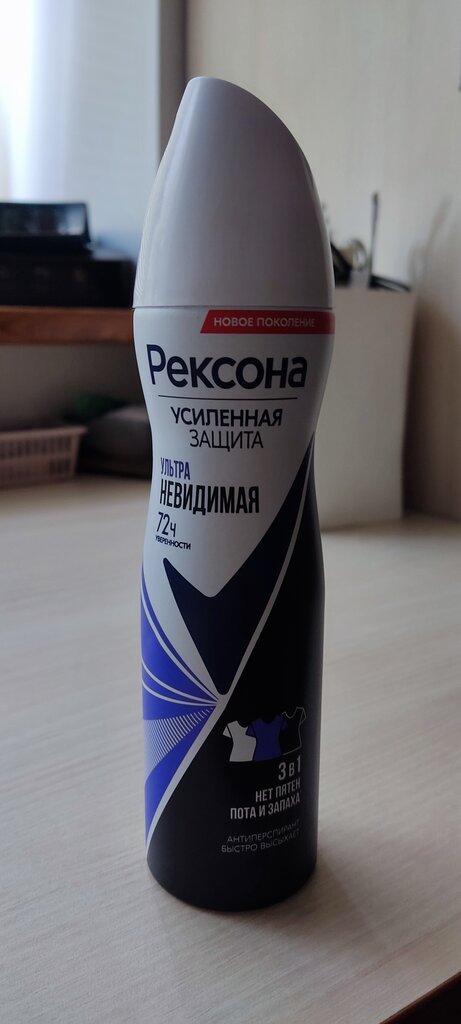 НОВОЕ ПОКОЛЕНИЕ
Рексона
УСИЛЕННАЯ
ЗАЩИТА
УЛЬТРА
НЕВИДИМАЯ
72ч
УВЕРЕННОСТИ
3 в 1
НЕТ ПЯТЕН
ПОТА И ЗАПАХА
АНТИПЕРСПИРАНТ
БЫСТРО ВЫСЫХАЕТ